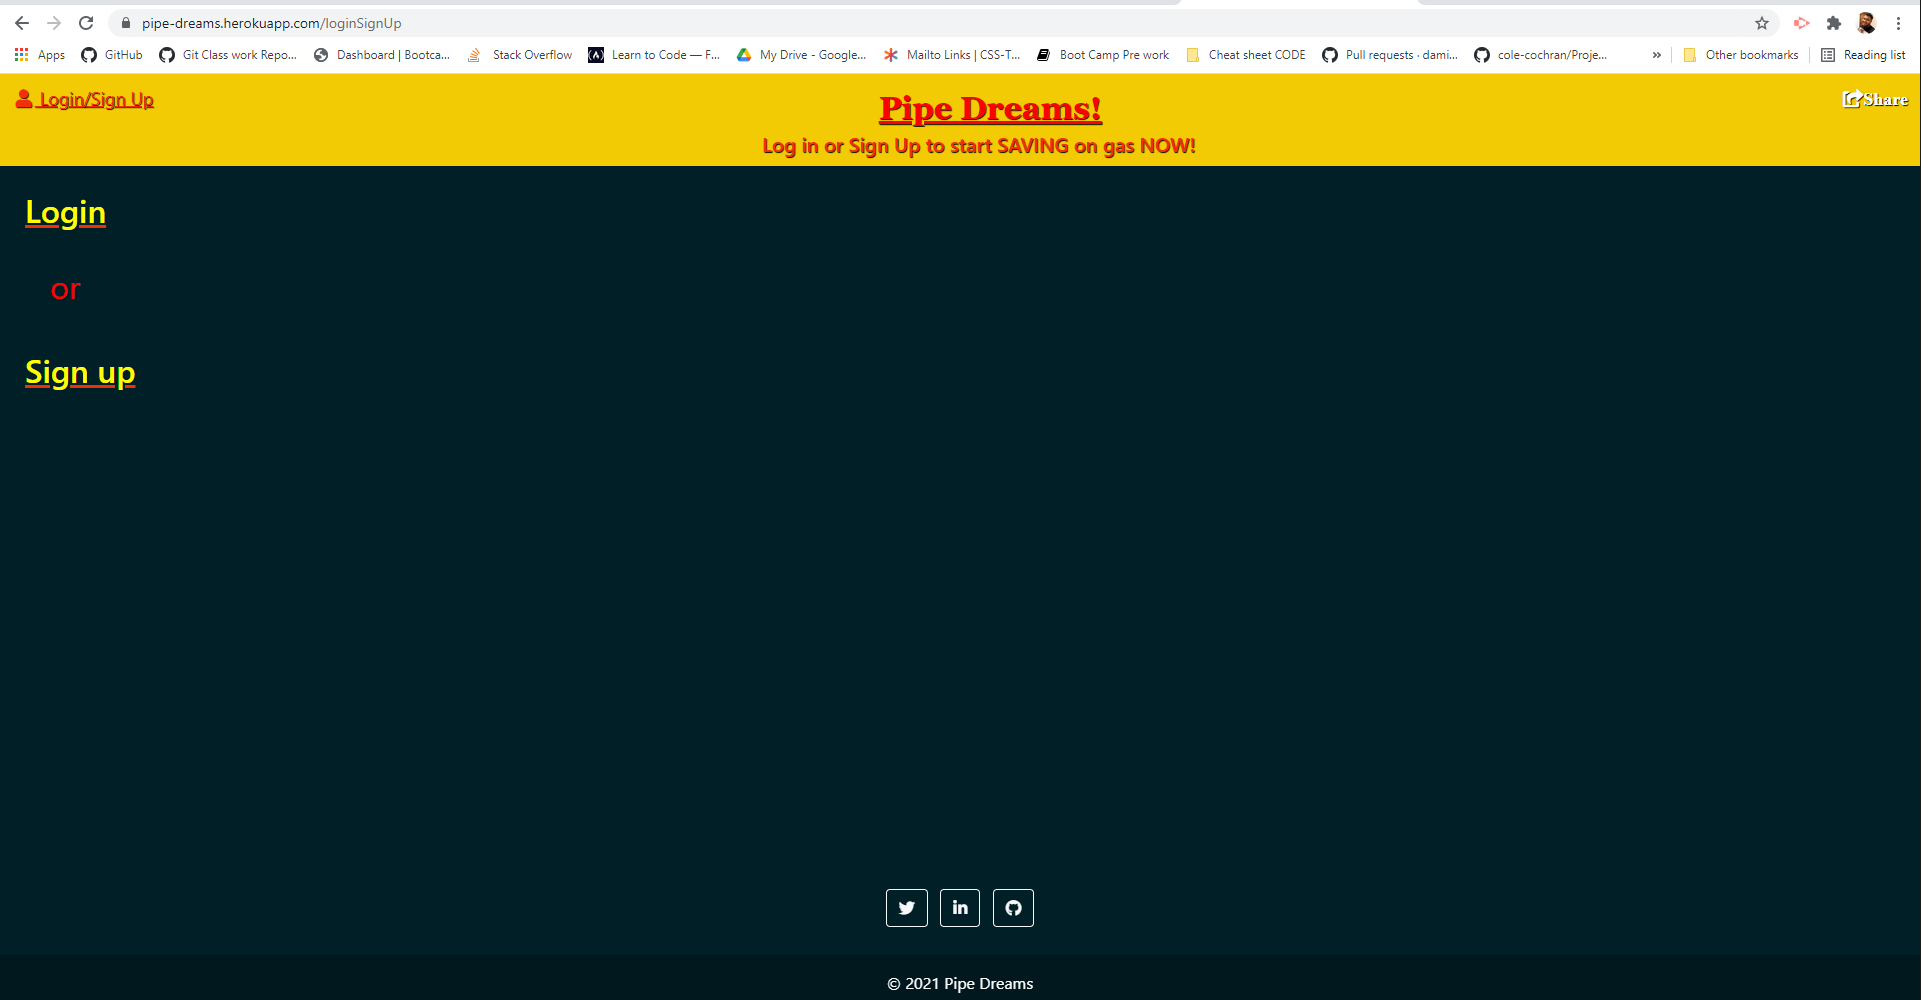 pipe-dreams.herokuapp.com/loginSignUp
Apps GitHub Git Class work Repo... Dashboard | Bootca... Stack Overflow Learn to Code — F... My Drive - Google... Mailto Links | CSS-T... Boot Camp Pre work Cheat sheet CODE Pull requests · dami... cole-cochran/Proje... » Other bookmarks Reading list
Login/Sign Up Pipe Dreams! Share
Log in or Sign Up to start SAVING on gas NOW!
Login
or
Sign up
© 2021 Pipe Dreams